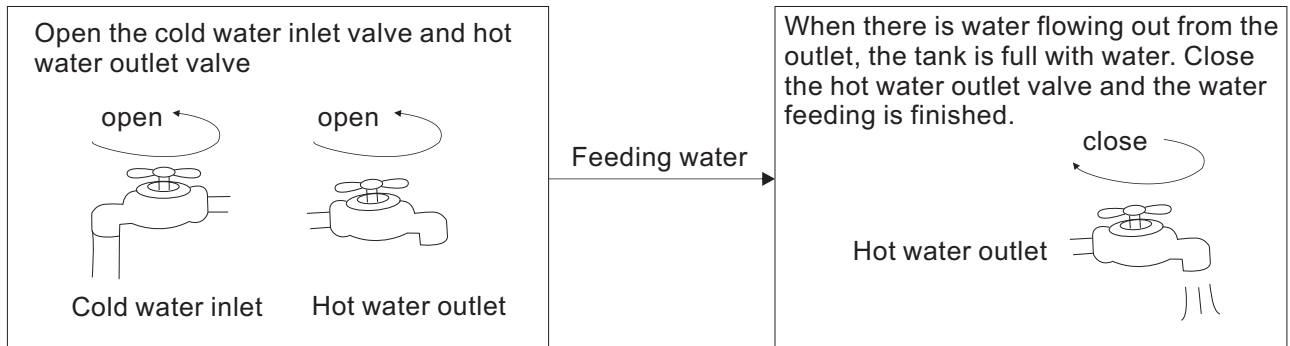 Open the cold water inlet valve and hot
water outlet valve
open
open
Cold water inlet
Hot water outlet
Feeding water
When there is water flowing out from the
outlet, the tank is full with water. Close
the hot water outlet valve and the water
feeding is finished.
close
Hot water outlet